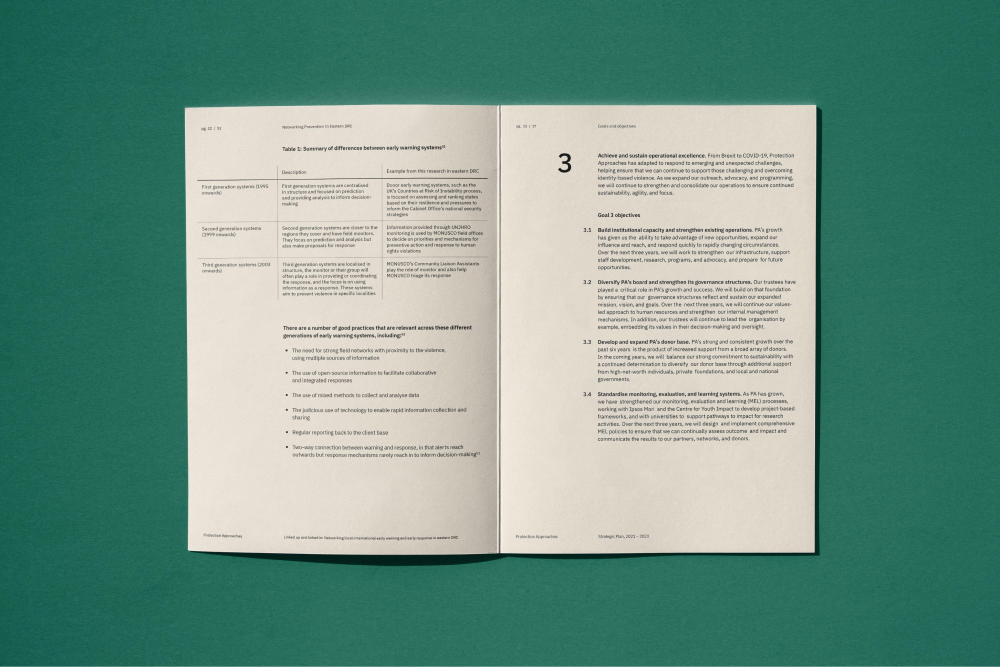 pg. 22 / 51
Networking Prevention in Eastern DRC
Table 1: Summary of differences between early warning systems
Description
Example from this research in eastern DRC
First generation systems (1995
onwards)
First generation systems are centralised
in structure and focused on prediction
and providing analysis to inform decision-
making
Donor early warning systems, such as the
UK's Countries at Risk of Instability process,
is focused on assessing and ranking states
based on their resilience and pressures to
inform the Cabinet Office's national security
strategies
Second generation systems
(1999 onwards)
Second generation systems are closer to the
regions they cover and have field monitors.
They focus on prediction and analysis but
also make proposals for response
Information provided through UNJHRO
monitoring is used by MONUSCO field offices
to decide on priorities and mechanisms for
preventive action and response to human
rights violations
Third generation systems (2003
onwards)
Third generation systems are localised in
structure, the monitor or their group will
often play a role in providing or coordinating
the response, and the focus is on using
information as a response. These systems
aim to prevent violence in specific localities
MONUSCO's Community Liaison Assistants
play the role of monitor and also help
MONUSCO triage its response
There are a number of good practices that are relevant across these different
generations of early warning systems, including:
• The need for strong field networks with proximity to the violence,
using multiple sources of information
• The use of open-source information to facilitate collaborative
and integrated responses
• The use of mixed methods to collect and analyse data
• The judicious use of technology to enable rapid information collection and
sharing
• Regular reporting back to the client base
• Two-way connection between warning and response, in that alerts reach
outwards but response mechanisms rarely reach in to inform decision-making
Protection Approaches
Linked up and linked in: Networking local international early warning and early response in eastern DRC
Goals and objectives
3
Achieve and sustain operational excellence. From Brexit to COVID-19, Protection
Approaches has adapted to respond to emerging and unexpected challenges,
helping ensure that we can continue to support those challenging and overcoming
identity-based violence. As we expand our outreach, advocacy, and programming,
we will continue to strengthen and consolidate our operations to ensure continued
sustainability, agility, and focus.
Goal 3 objectives
3.1 Build institutional capacity and strengthen existing operations. PA's growth
has given us the ability to take advantage of new opportunities, expand our
influence and reach, and respond quickly to rapidly changing circumstances.
Over the next three years, we will work to strengthen our infrastructure, support
staff development, research, programs, and advocacy, and prepare for future
opportunities.
3.2 Diversify PA's board and strengthen its governance structures. Our trustees have
played a critical role in PA's growth and success. We will build on that foundation
by ensuring that our governance structures reflect and sustain our expanded
mission, vision, and goals. Over the next three years, we will continue our values-
led approach to human resources and strengthen our internal management
mechanisms. In addition, our trustees will continue to lead the organisation by
example, embedding its values in their decision-making and oversight.
3.3 Develop and expand PA's donor base. PA's strong and consistent growth over the
past six years is the product of increased support from a broad array of donors.
In the coming years, we will balance our strong commitment to sustainability with
a continued determination to diversify our donor base through additional support
from high-net-worth individuals, private foundations, and local and national
governments.
3.4 Standardise monitoring, evaluation, and learning systems. As PA has grown,
we have strengthened our monitoring, evaluation and learning (MEL) processes,
working with Ipsos Mori and the Centre for Youth Impact to develop project-based
frameworks, and with universities to support pathways to impact for research
activities. Over the next three years, we will design and implement comprehensive
MEL policies to ensure that we can continually assess outcome and impact and
communicate the results to our partners, networks, and donors.
Protection Approaches
Strategic Plan, 2021 – 2023